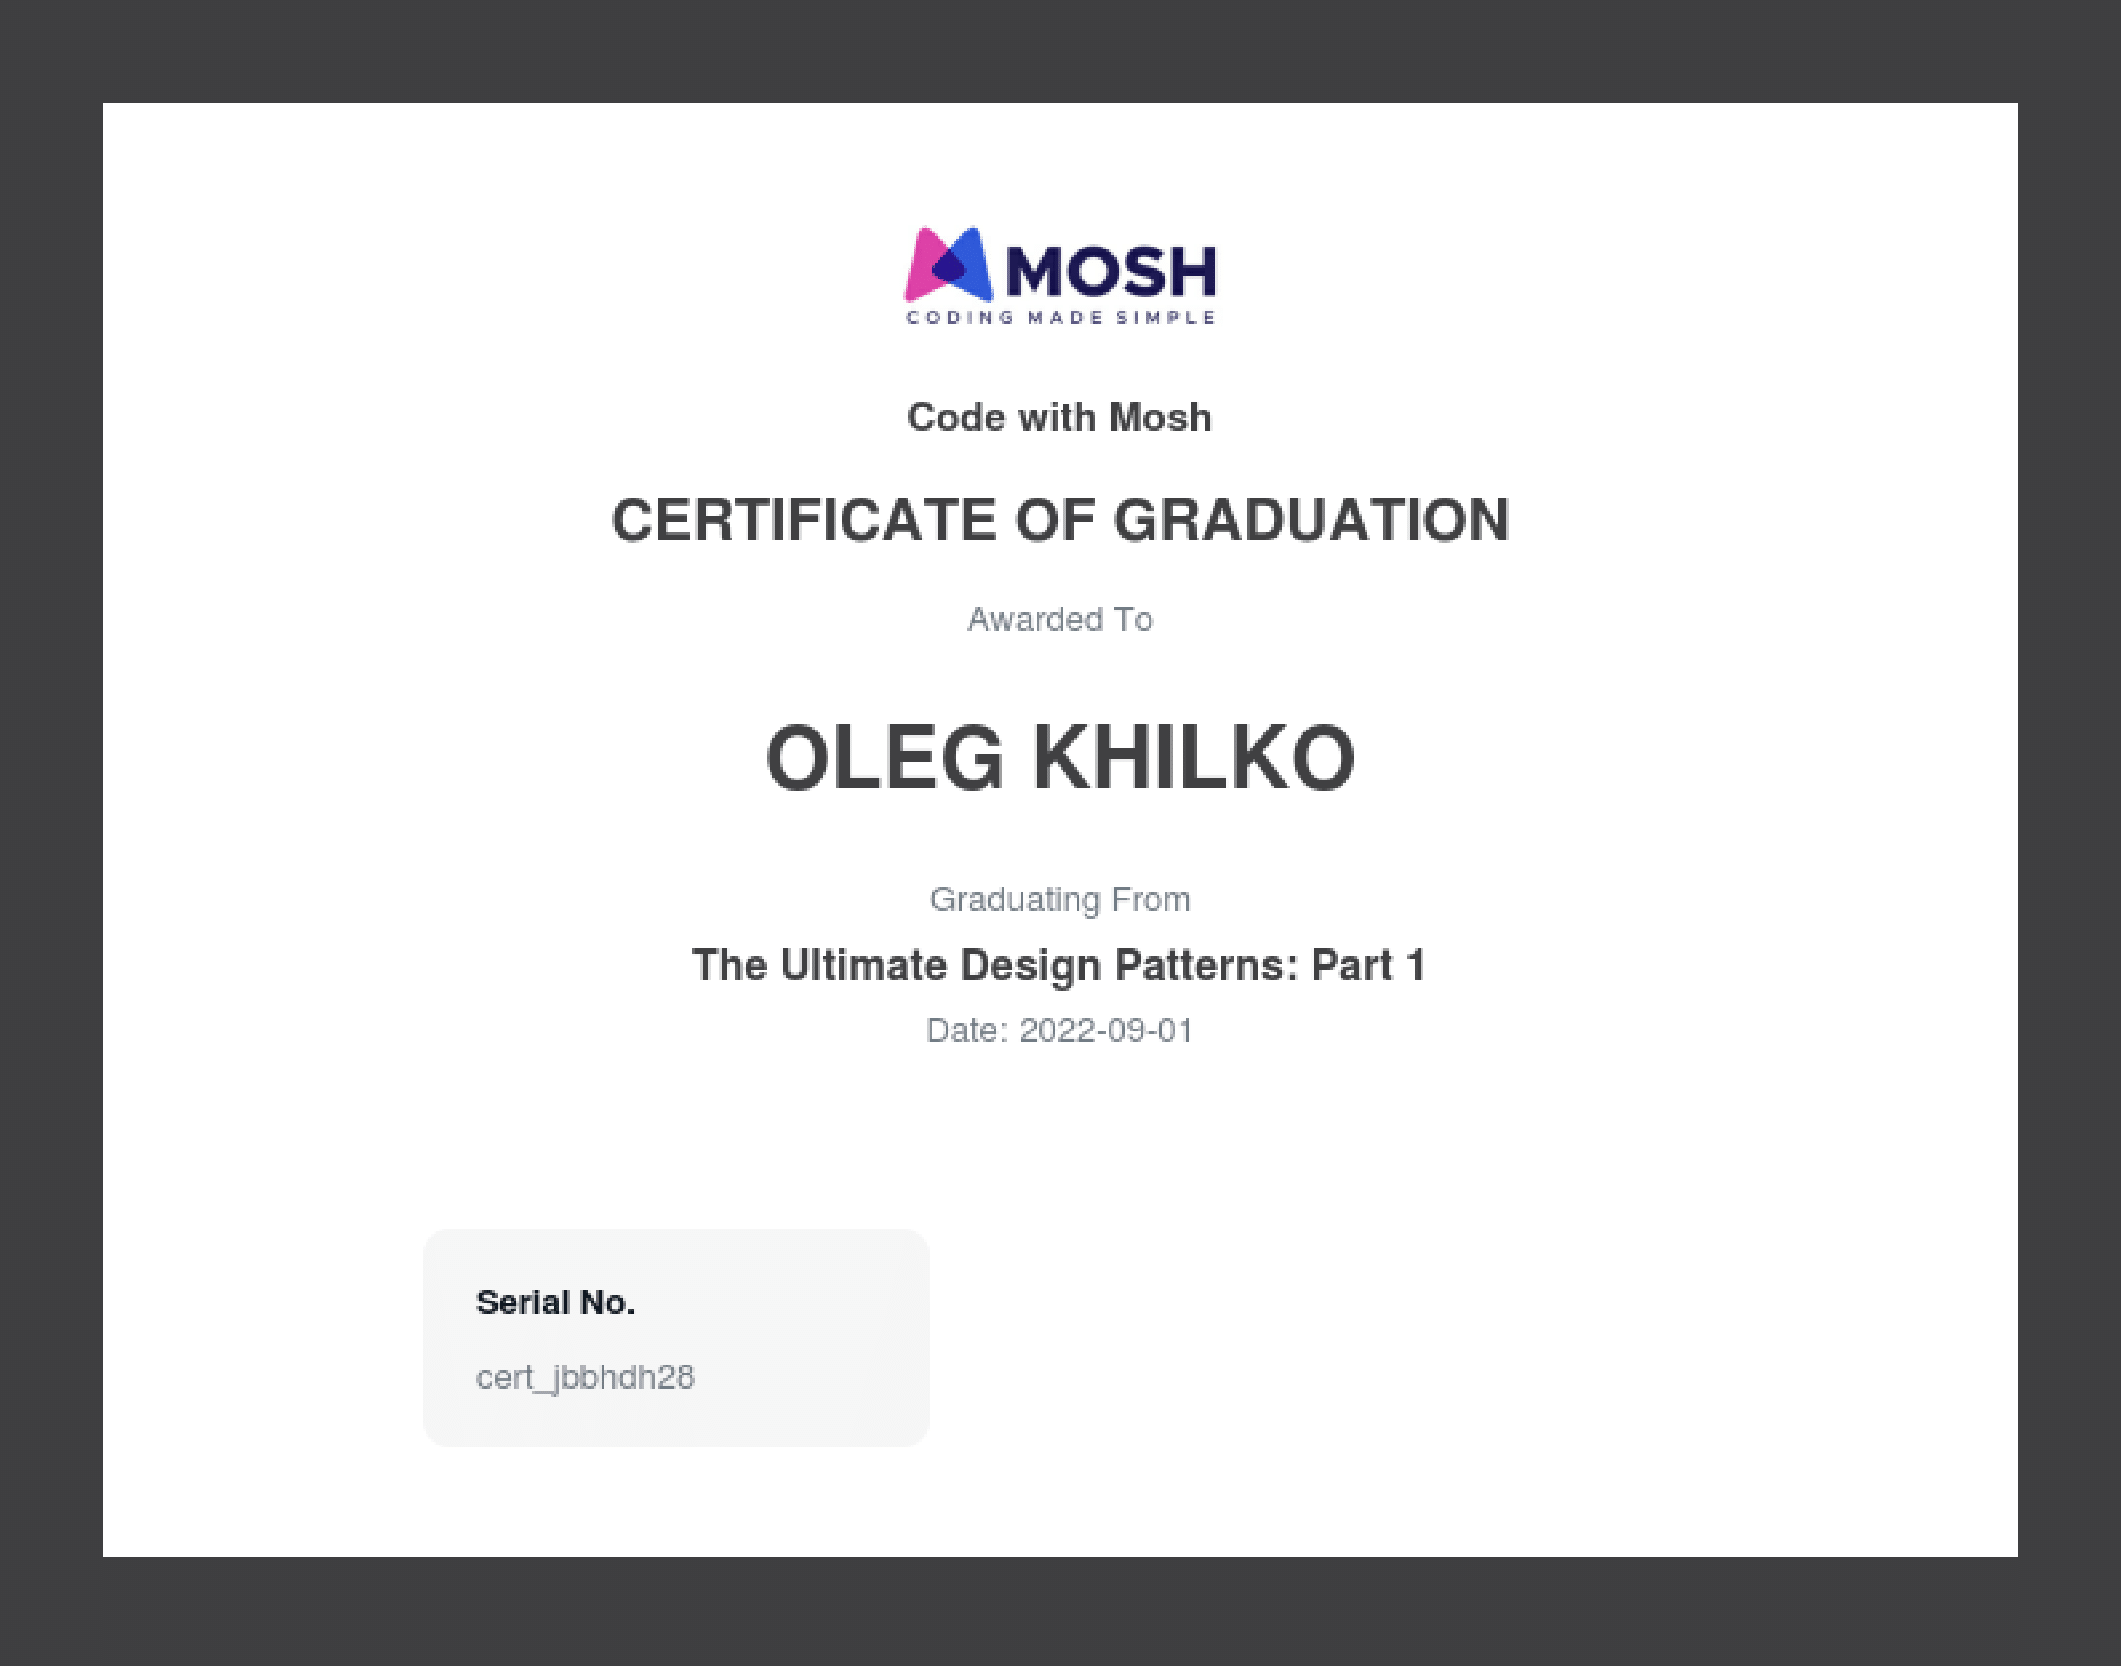 MOSH
CODING MADE SIMPLE
Code with Mosh
CERTIFICATE OF GRADUATION
Awarded To
OLEG KHILKO
Graduating From
The Ultimate Design Patterns: Part 1
Date: 2022-09-01
Serial No.
cert_jbbhdh28